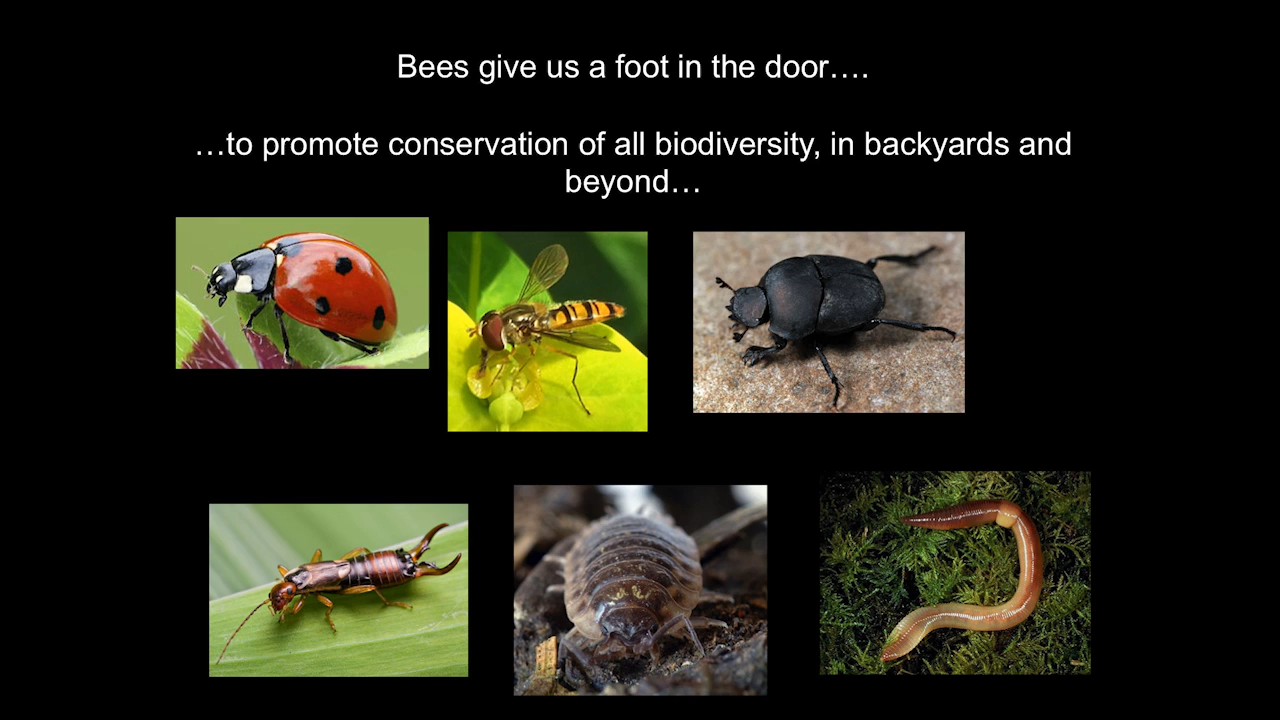 Bees give us a foot in the door….
…to promote conservation of all biodiversity, in backyards and
beyond…